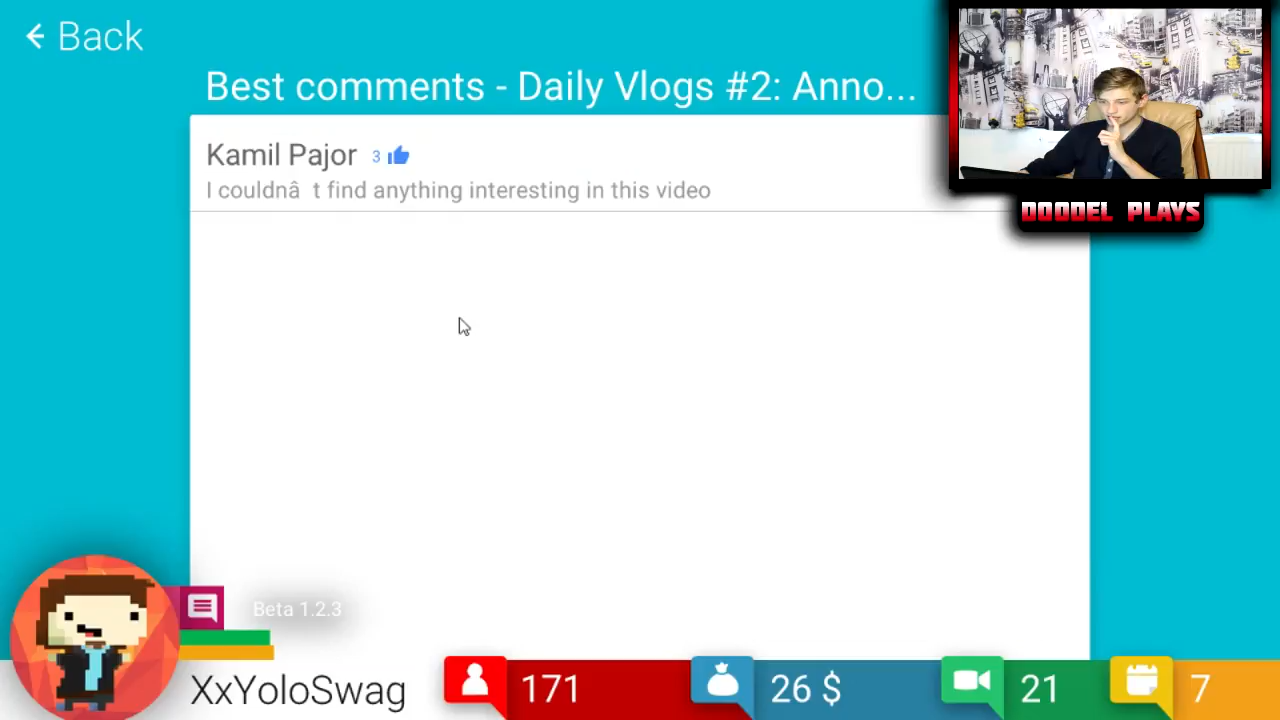 Back
Best comments - Daily Vlogs #2: Anno...
Kamil Pajor 3
I couldnâ t find anything interesting in this video
DOODEL PLAYS
Beta 1.2.3
XxYoloSwag
171
26 $
21
7